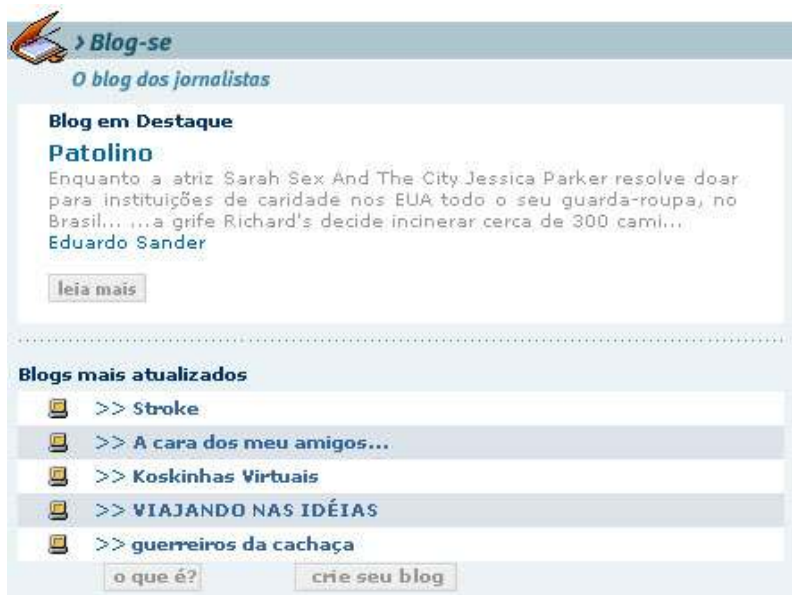 › Blog-se
O blog dos jornalistas
Blog em Destaque
Patolino
Enquanto a atriz Sarah Sex And The City Jessica Parker resolve doar
para instituições de caridade nos EUA todo o seu guarda-roupa, no
Brasil... ...a grife Richard's decide incinerar cerca de 300 cami...
Eduardo Sander
leia mais
Blogs mais atualizados
>> Stroke
>> A cara dos meu amigos...
>> Koskinhas Virtuais
>> VIAJANDO NAS IDÉIAS
>> guerreiros da cachaça
o que é?
crie seu blog